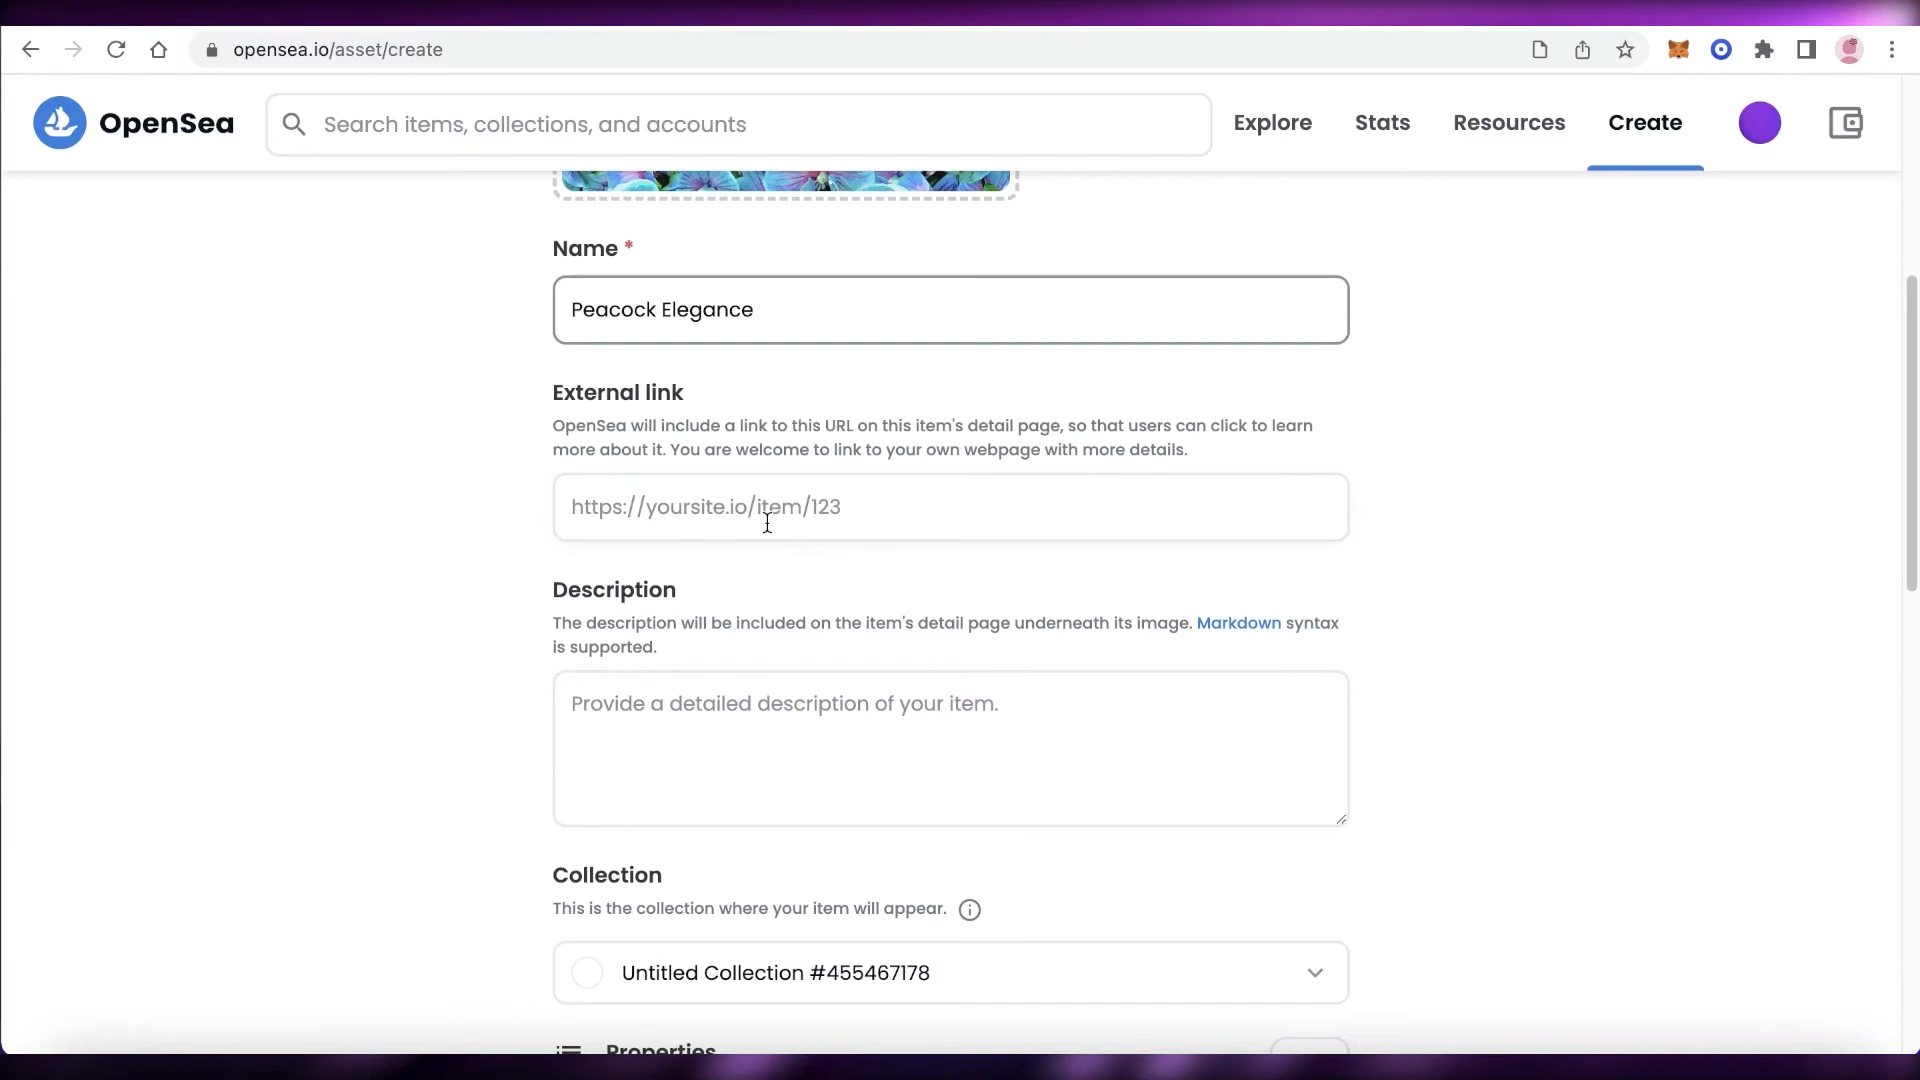 opensea.io/asset/create
OpenSea
Search items, collections, and accounts
Explore
Stats
Resources
Create
Name *
Peacock Elegance
External link
OpenSea will include a link to this URL on this item's detail page, so that users can click to learn
more about it. You are welcome to link to your own webpage with more details.
https://yoursite.io/item/123
Description
The description will be included on the item's detail page underneath its image. Markdown syntax
is supported.
Provide a detailed description of your item.
Collection
This is the collection where your item will appear.
Untitled Collection #455467178
Properties